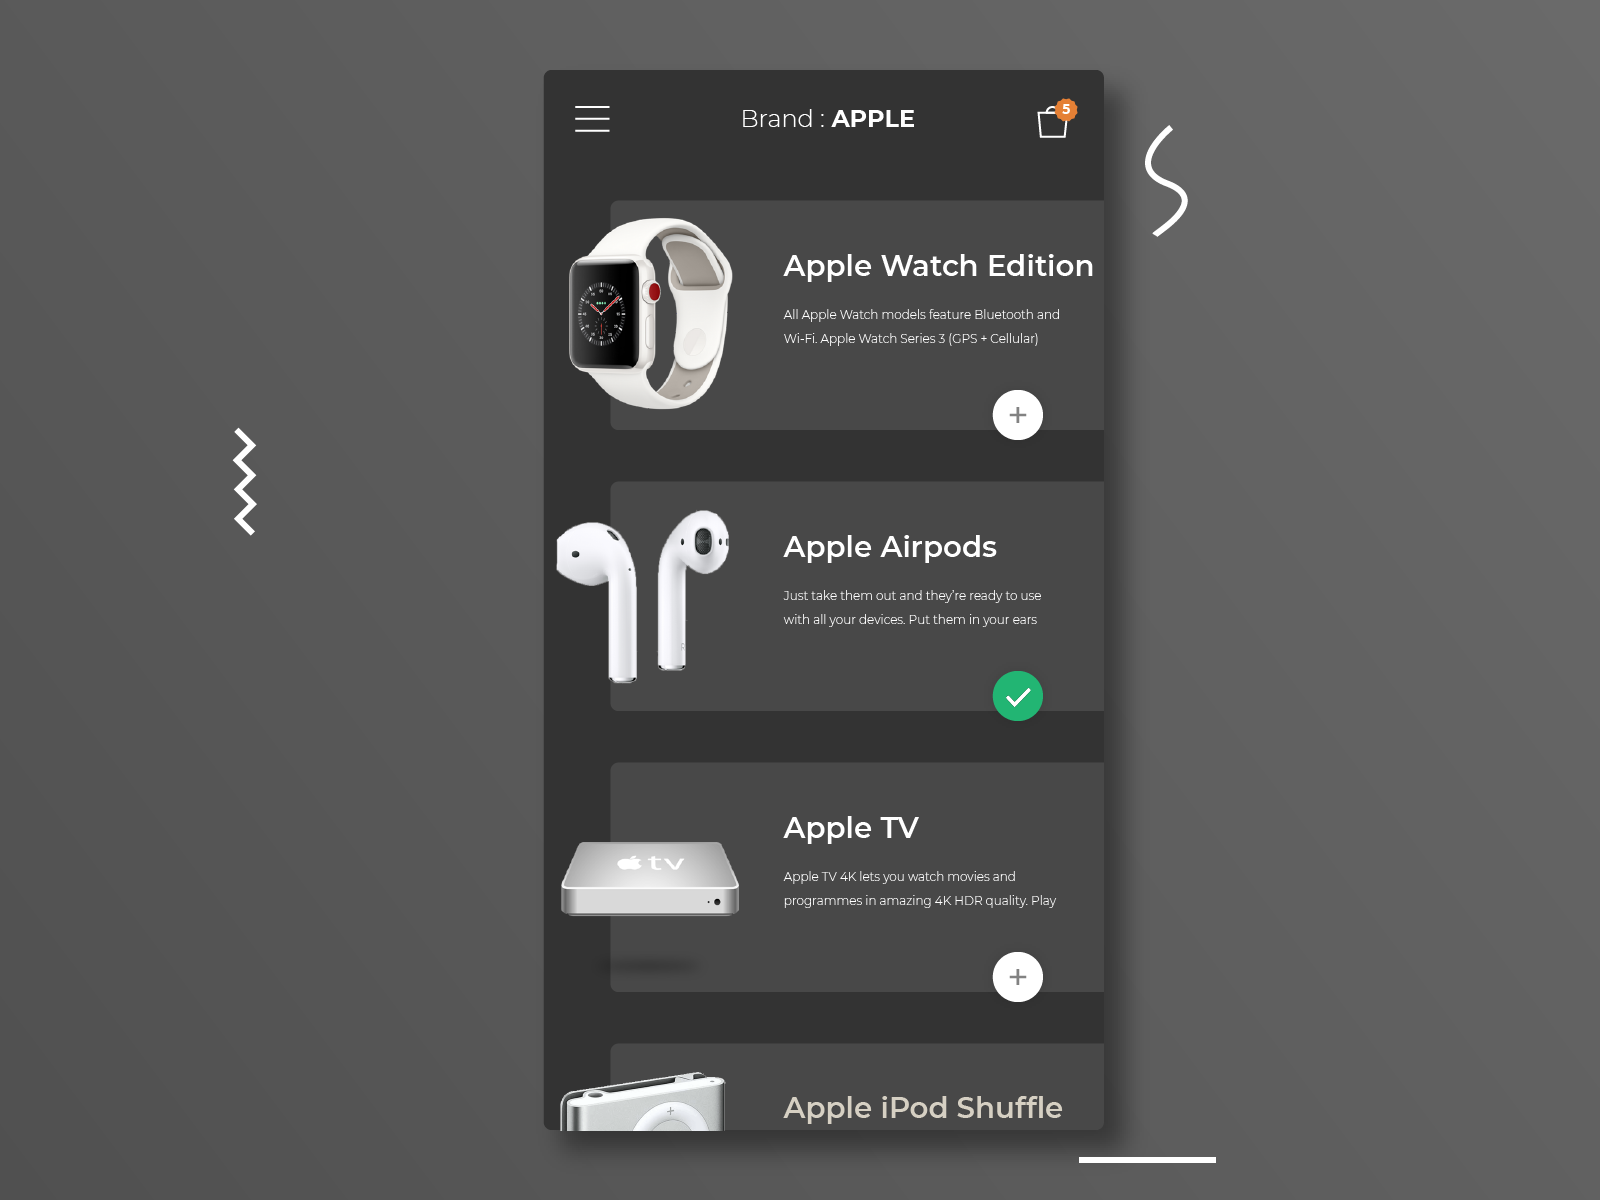 Brand : APPLE
5
Apple Watch Edition
All Apple Watch models feature Bluetooth and
Wi-Fi. Apple Watch Series 3 (GPS + Cellular)
Apple Airpods
Just take them out and they’re ready to use
with all your devices. Put them in your ears
Apple TV
Apple TV 4K lets you watch movies and
programmes in amazing 4K HDR quality. Play
tv
Apple iPod Shuffle